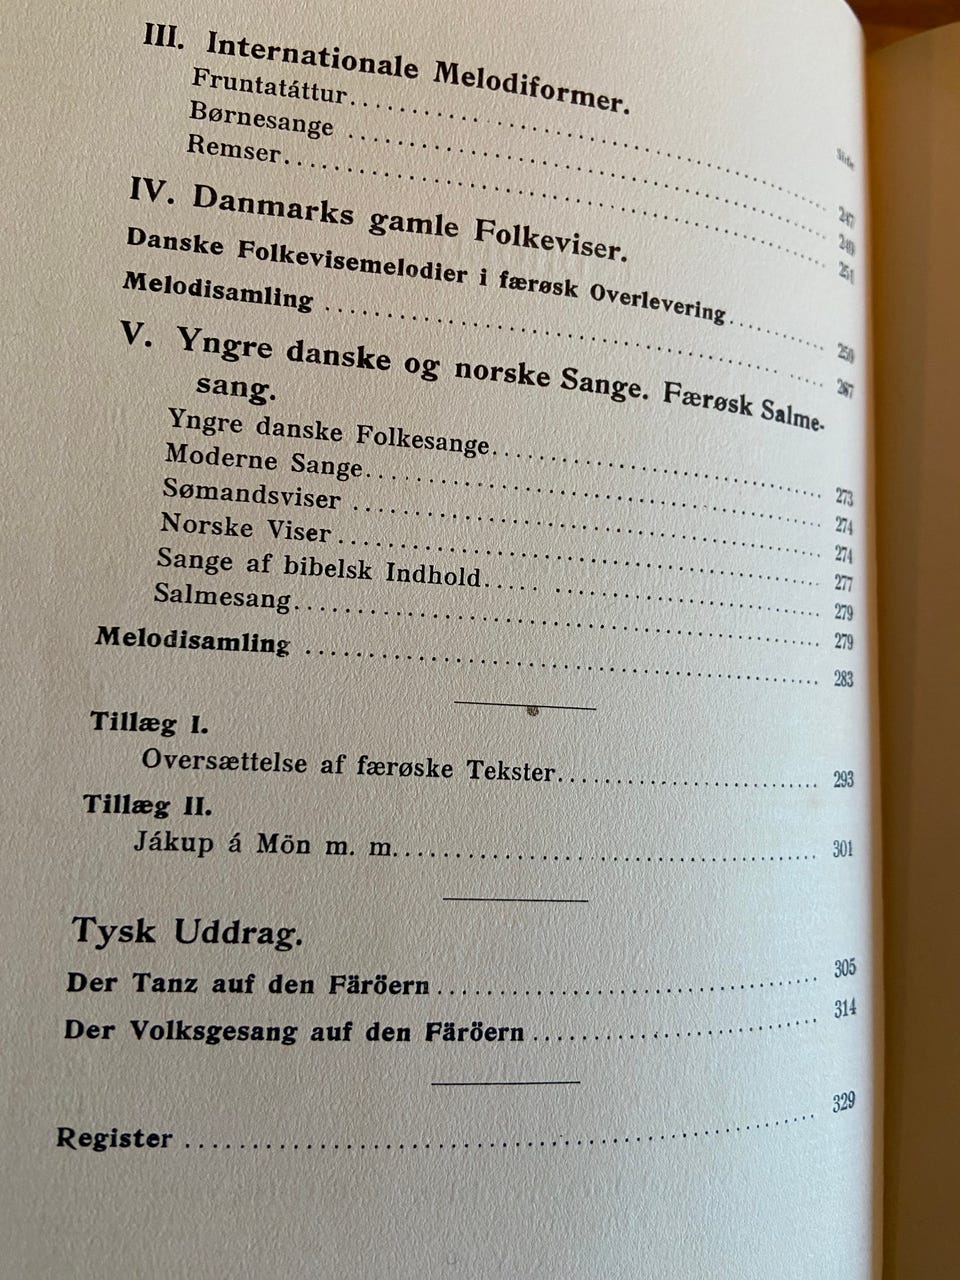 Side
III. Internationale Melodiformer.
Fruntatáttur 247
Børnesange 249
Remser 251
IV. Danmarks gamle Folkeviser.
Danske Folkevisemelodier i færøsk Overlevering
Melodisamling
V. Yngre danske og norske Sange. Færøsk Salme-
sang.
Yngre danske Folkesange 273
Moderne Sange 274
Sømandsviser 274
Norske Viser 277
Sange af bibelsk Indhold 279
Salmesang 279
Melodisamling 283
Tillæg I.
Oversættelse af færøske Tekster 293
Tillæg II.
Jákup á Mön m. m. 301
Tysk Uddrag.
Der Tanz auf den Färöern 305
Der Volksgesang auf den Färöern 314
Register 329